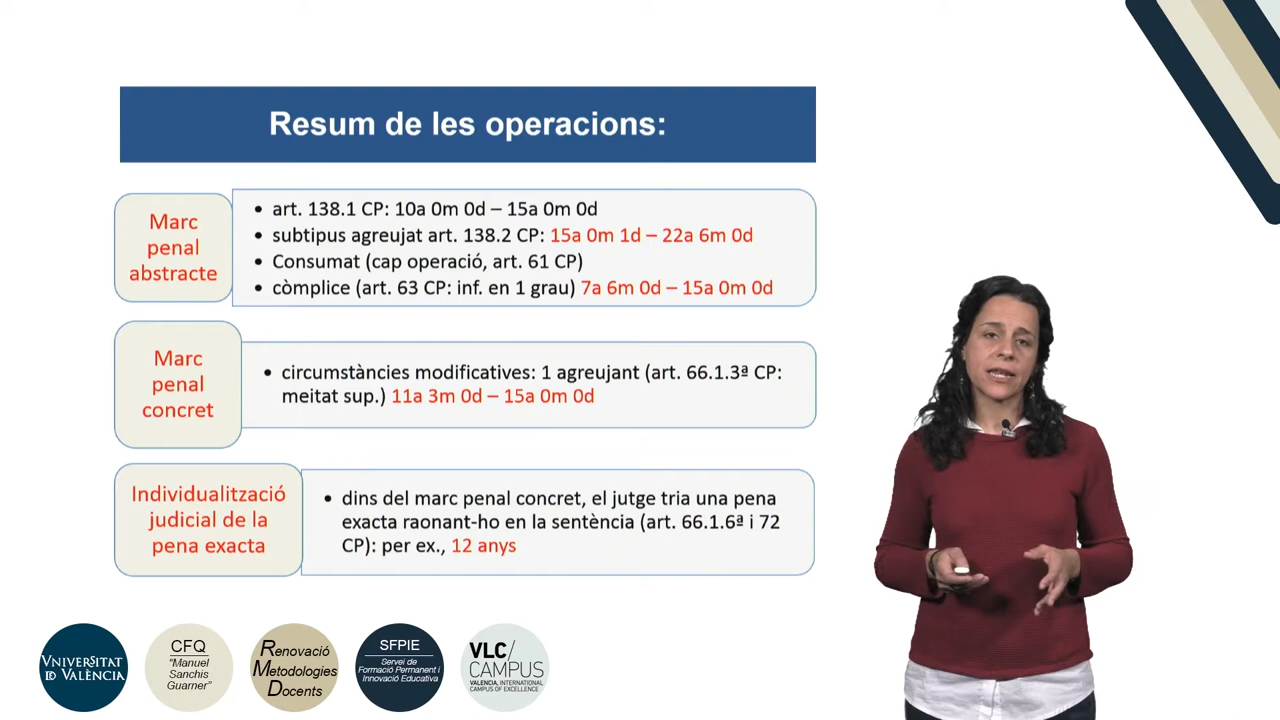 Resum de les operacions:
Marc
penal
abstracte
• art. 138.1 CP: 10a 0m 0d – 15a 0m 0d
• subtipus agreujat art. 138.2 CP: 15a 0m 1d – 22a 6m 0d
• Consumat (cap operació, art. 61 CP)
• còmplice (art. 63 CP: inf. en 1 grau) 7a 6m 0d – 15a 0m 0d
Marc
penal
concret
• circumstàncies modificatives: 1 agreujant (art. 66.1.3ª CP:
meitat sup.) 11a 3m 0d – 15a 0m 0d
Individualització
judicial de la
pena exacta
• dins del marc penal concret, el jutge tria una pena
exacta raonant-ho en la sentència (art. 66.1.6ª i 72
CP): per ex., 12 anys
VNIVERSITAT
ID VALÈNCIA
CFQ
"Manuel
Sanchis
Guarner"
Renovació
Metodologies
Docents
SFPIE
Servei de
Formació Permanent i
Innovació Educativa
VLC/
CAMPUS
VALENCIA, INTERNATIONAL
CAMPUS OF EXCELLENCE